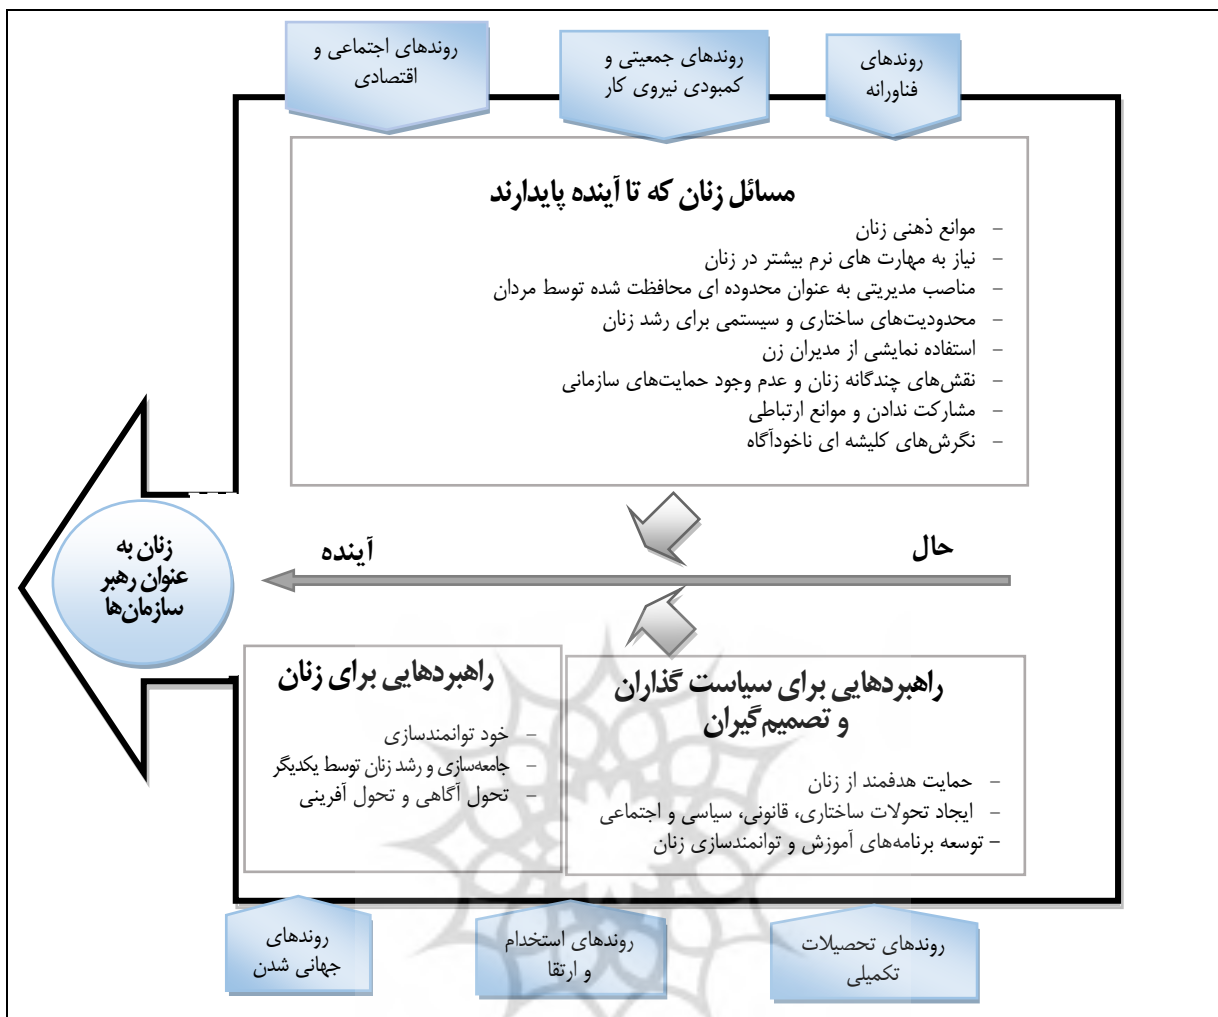 روندهای
فناورانه
روندهای جمعیتی و
کمبودی نیروی کار
روندهای اجتماعی و
اقتصادی
مسائل زنان که تا آینده پایدارند
- موانع ذهنی زنان
- نیاز به مهارت های نرم بیشتر در زنان
- مناصب مدیریتی به عنوان محدوده ای محافظت شده توسط مردان
- محدودیت‌های ساختاری و سیستمی برای رشد زنان
- استفاده نمایشی از مدیران زن
- نقش‌های چندگانه زنان و عدم وجود حمایت‌های سازمانی
- مشارکت ندادن و موانع ارتباطی
- نگرش‌های کلیشه ای ناخودآگاه
حال
آینده
زنان به
عنوان رهبر
سازمان‌ها
راهبردهایی برای سیاست گذاران
و تصمیم‌گیران
- حمایت هدفمند از زنان
- ایجاد تحولات ساختاری، قانونی، سیاسی و اجتماعی
- توسعه برنامه‌های آموزش و توانمندسازی زنان
راهبردهایی برای زنان
- خود توانمندسازی
- جامعه‌سازی و رشد زنان توسط یکدیگر
- تحول آگاهی و تحول آفرینی
روندهای تحصیلات
تکمیلی
روندهای استخدام
و ارتقا
روندهای
جهانی شدن